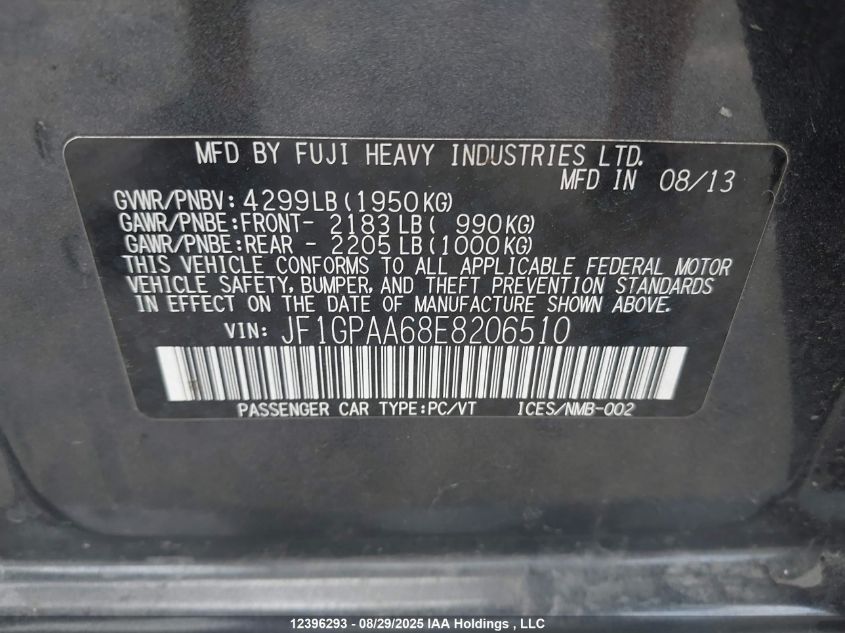 MFD BY FUJI HEAVY INDUSTRIES LTD.
MFD IN 08/13
GVWR/PNBV: 4299LB (1950KG)
GAWR/PNBE: FRONT- 2183 LB ( 990KG)
GAWR/PNBE: REAR - 2205 LB (1000KG)
THIS VEHICLE CONFORMS TO ALL APPLICABLE FEDERAL MOTOR
VEHICLE SAFETY, BUMPER, AND THEFT PREVENTION STANDARDS
IN EFFECT ON THE DATE OF MANUFACTURE SHOWN ABOVE.
VIN: JF1GPAA68E8206510
PASSENGER CAR TYPE:PC/VT ICES/NMB-002
12396293 - 08/29/2025 IAA Holdings , LLC